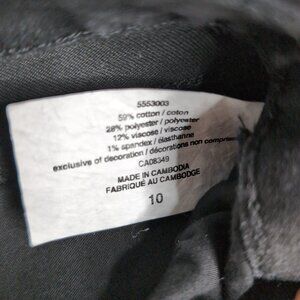 5553003
59% cotton / coton
28% polyester / polyester
12% viscose / viscose
1% spandex / élasthanne
exclusive of decoration / décorations non comprises
CA08349
MADE IN CAMBODIA
FABRIQUÉ AU CAMBODGE
10